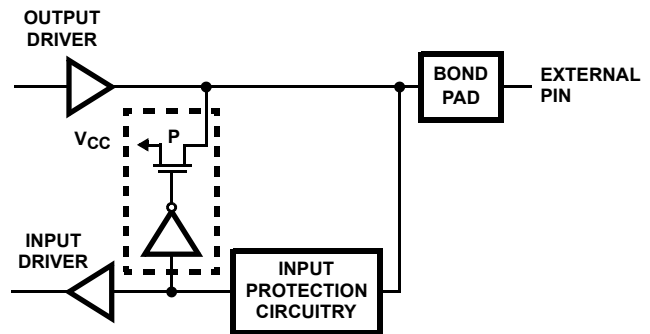 OUTPUT
DRIVER
BOND
PAD
EXTERNAL
PIN
VCC
P
INPUT
DRIVER
INPUT
PROTECTION
CIRCUITRY